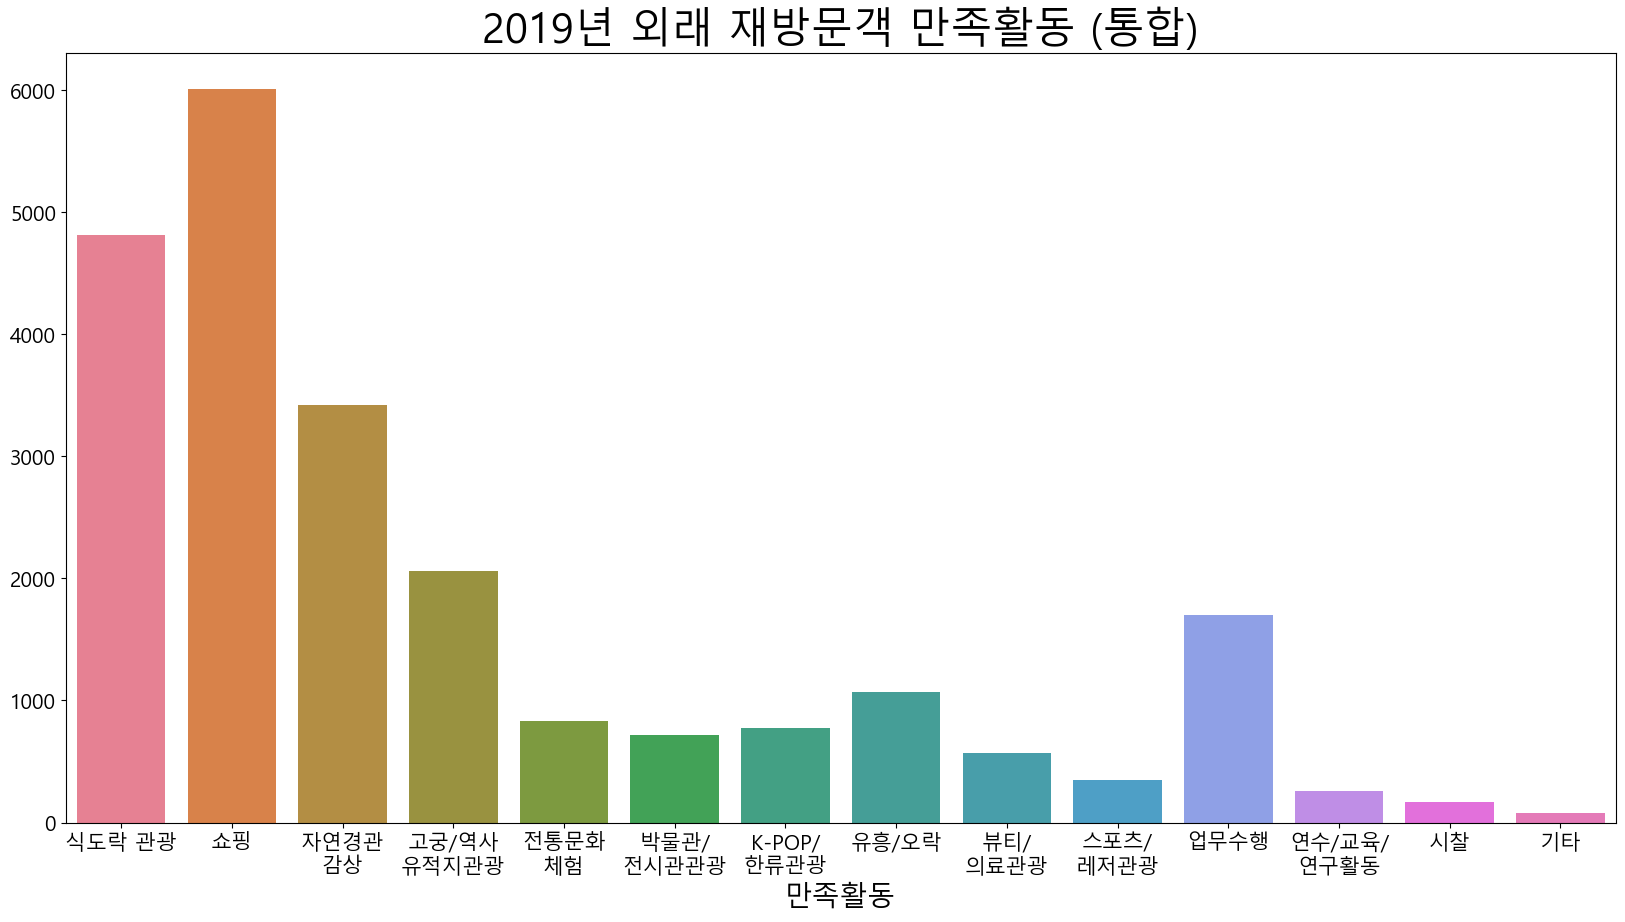 2019년 외래 재방문객 만족활동 (통합)
6000
5000
4000
3000
2000
1000
0
식도락 관광
쇼핑
자연경관
감상
고궁/역사
유적지관광
전통문화
체험
박물관/
전시관관광
K-POP/
한류관광
유흥/오락
뷰티/
의료관광
스포츠/
레저관광
업무수행
연수/교육/
연구활동
시찰
기타
만족활동